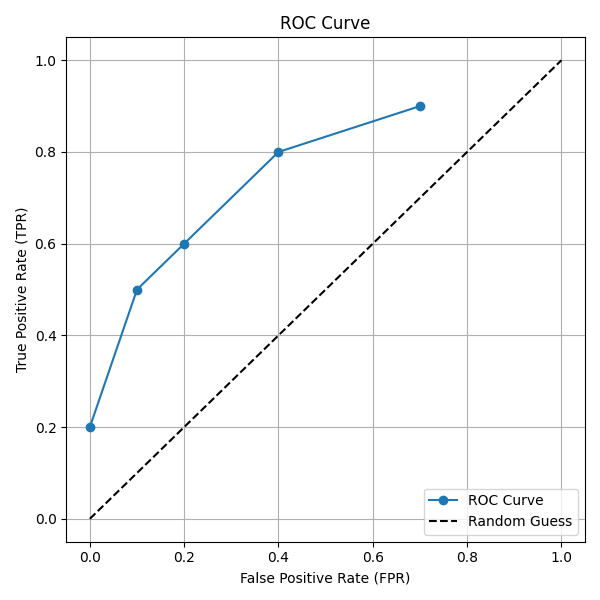 ROC Curve
True Positive Rate (TPR)
1.0
0.8
0.6
0.4
0.2
0.0
0.0 0.2 0.4 0.6 0.8 1.0
False Positive Rate (FPR)
ROC Curve
Random Guess